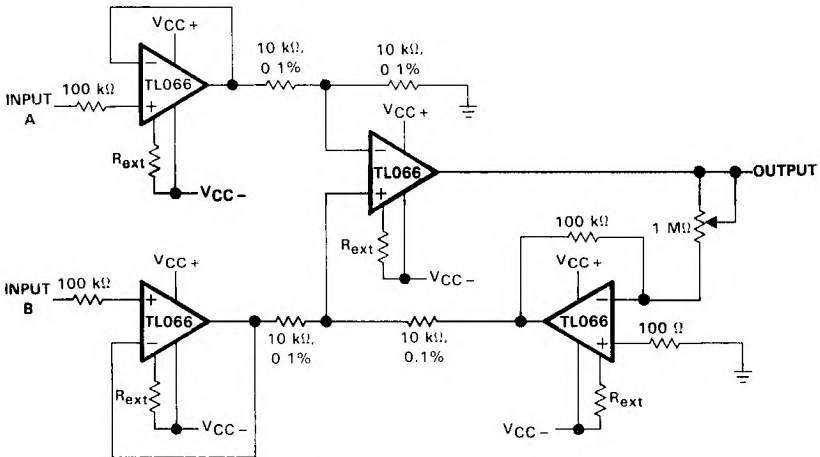 VCC+
TL066
INPUT
A
100 kΩ
Rext
VCC−
10 kΩ,
0 1%
10 kΩ,
0 1%
VCC+
TL066
Rext
VCC−
OUTPUT
1 MΩ
100 kΩ
VCC+
TL066
100 Ω
Rext
VCC−
INPUT
B
100 kΩ
VCC+
TL066
Rext
VCC−
10 kΩ,
0 1%
10 kΩ,
0.1%